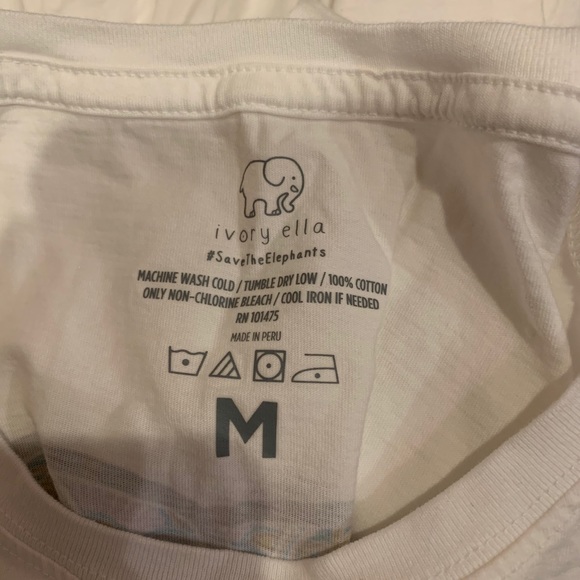 ivory ella
#SaveTheElephants
MACHINE WASH COLD / TUMBLE DRY LOW / 100% COTTON
ONLY NON-CHLORINE BLEACH / COOL IRON IF NEEDED
RN 101475
MADE IN PERU
M